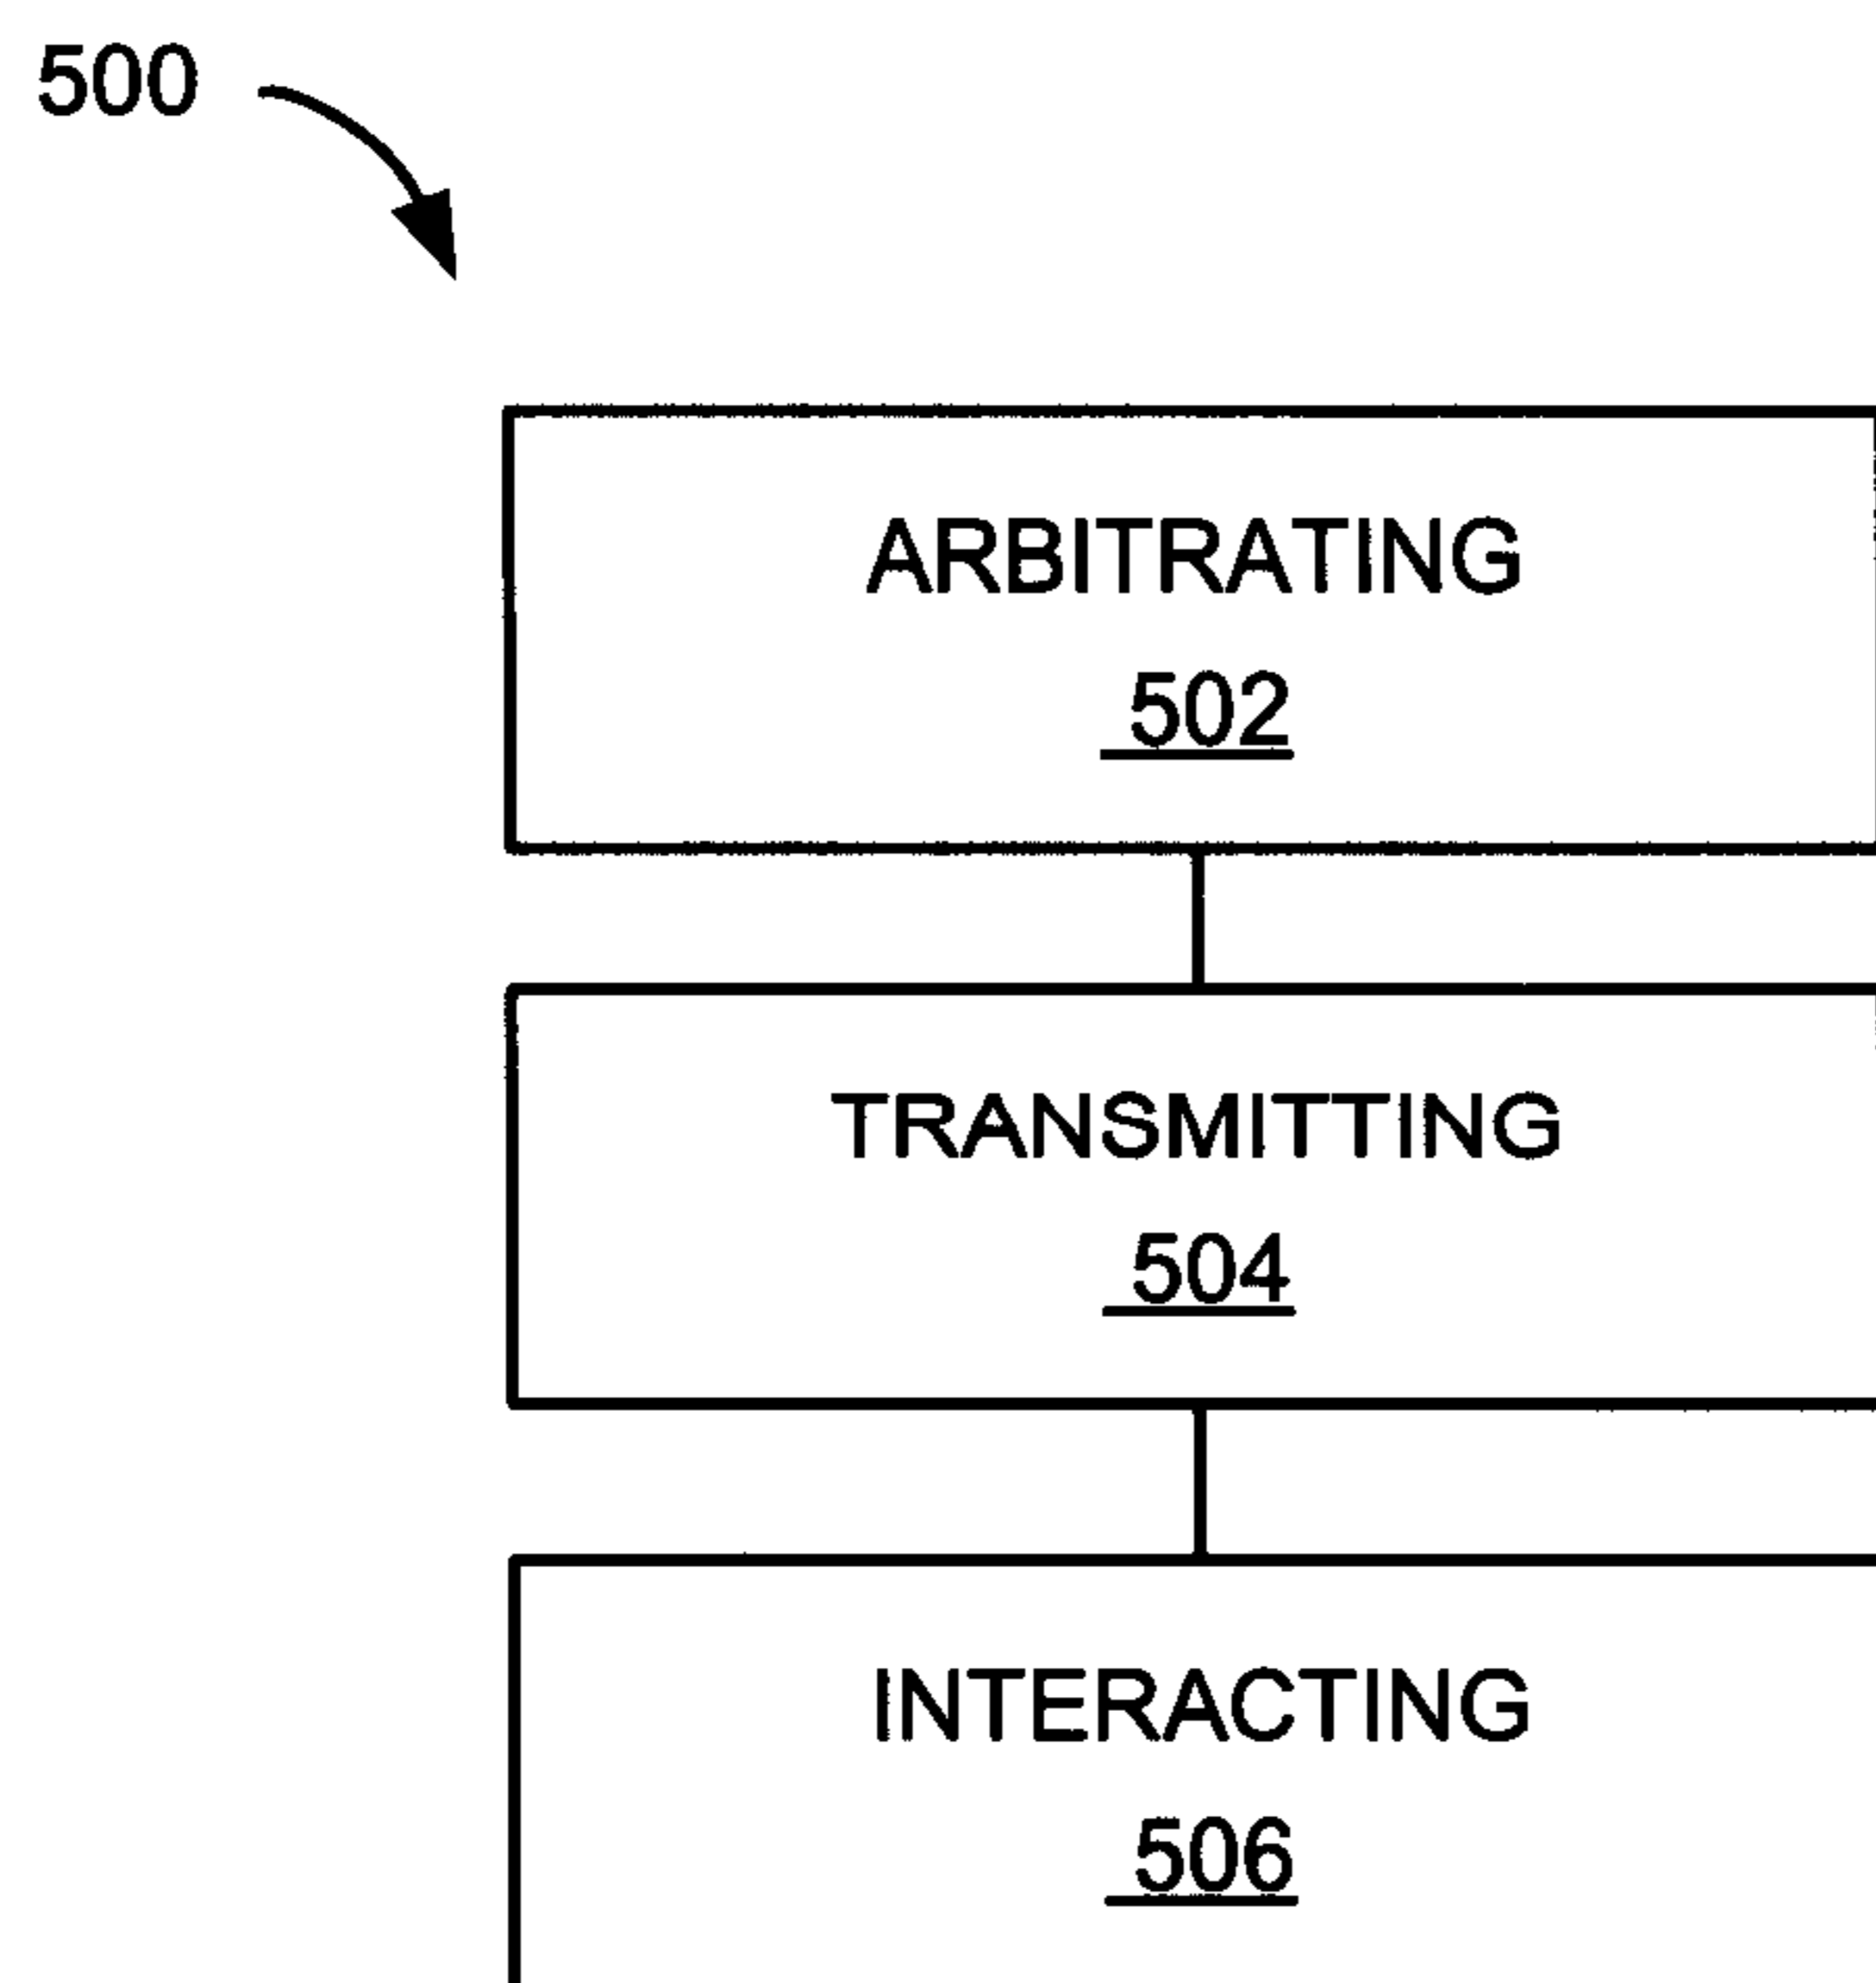 500
ARBITRATING
502
TRANSMITTING
504
INTERACTING
506